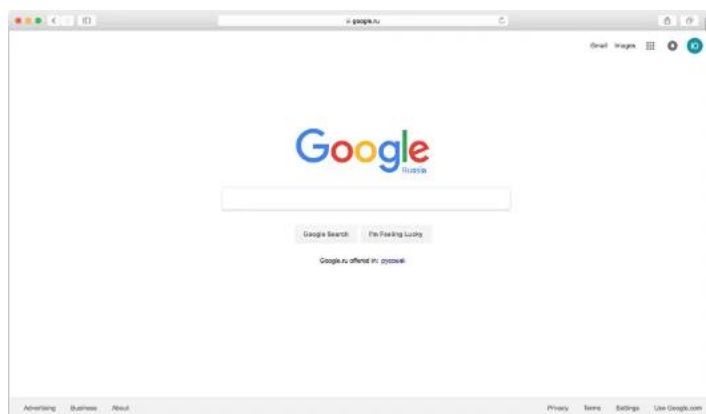 google.ru
Gmail Images
Ю
Google
Russia
Google Search I'm Feeling Lucky
Google.ru offered in: русский
Advertising Business About
Privacy Terms Settings Use Google.com